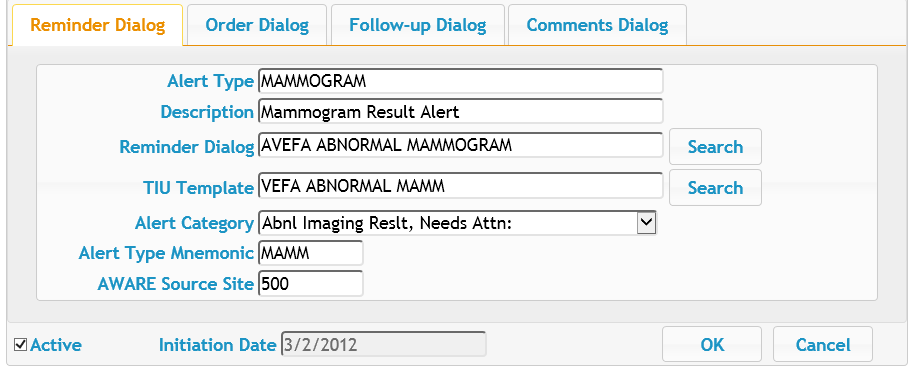 Reminder Dialog Order Dialog Follow-up Dialog Comments Dialog
Alert Type MAMMOGRAM
Description Mammogram Result Alert
Reminder Dialog AVEFA ABNORMAL MAMMOGRAM Search
TIU Template VEFA ABNORMAL MAMM Search
Alert Category Abnl Imaging Reslt, Needs Attn:
Alert Type Mnemonic MAMM
AWARE Source Site 500
Active Initiation Date 3/2/2012 OK Cancel